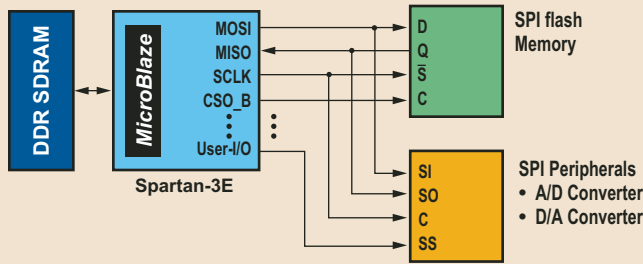 DDR SDRAM
MicroBlaze
MOSI
MISO
SCLK
CSO_B
User-I/O
Spartan-3E
D
Q
S̅
C
SPI flash
Memory
SI
SO
C
SS
SPI Peripherals
• A/D Converter
• D/A Converter